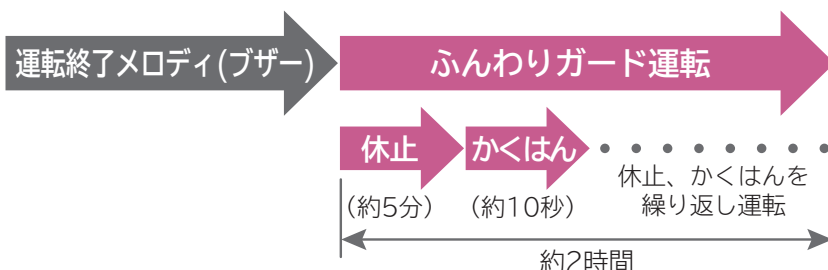 運転終了メロディ(ブザー)
ふんわりガード運転
休止
かくはん
(約5分)
(約10秒)
休止、かくはんを
繰り返し運転
約2時間